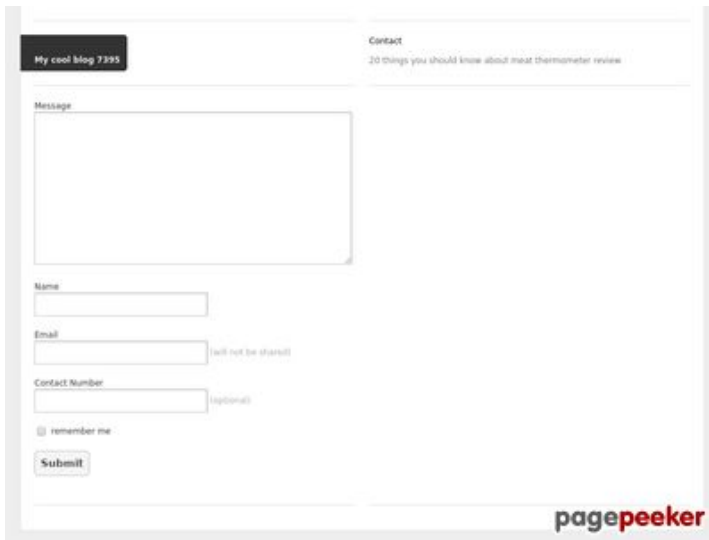 My cool blog 7395
Contact
20 things you should know about meat thermometer review
Message
Name
Email
(will not be shared)
Contact Number
(optional)
remember me
Submit
pagepeeker